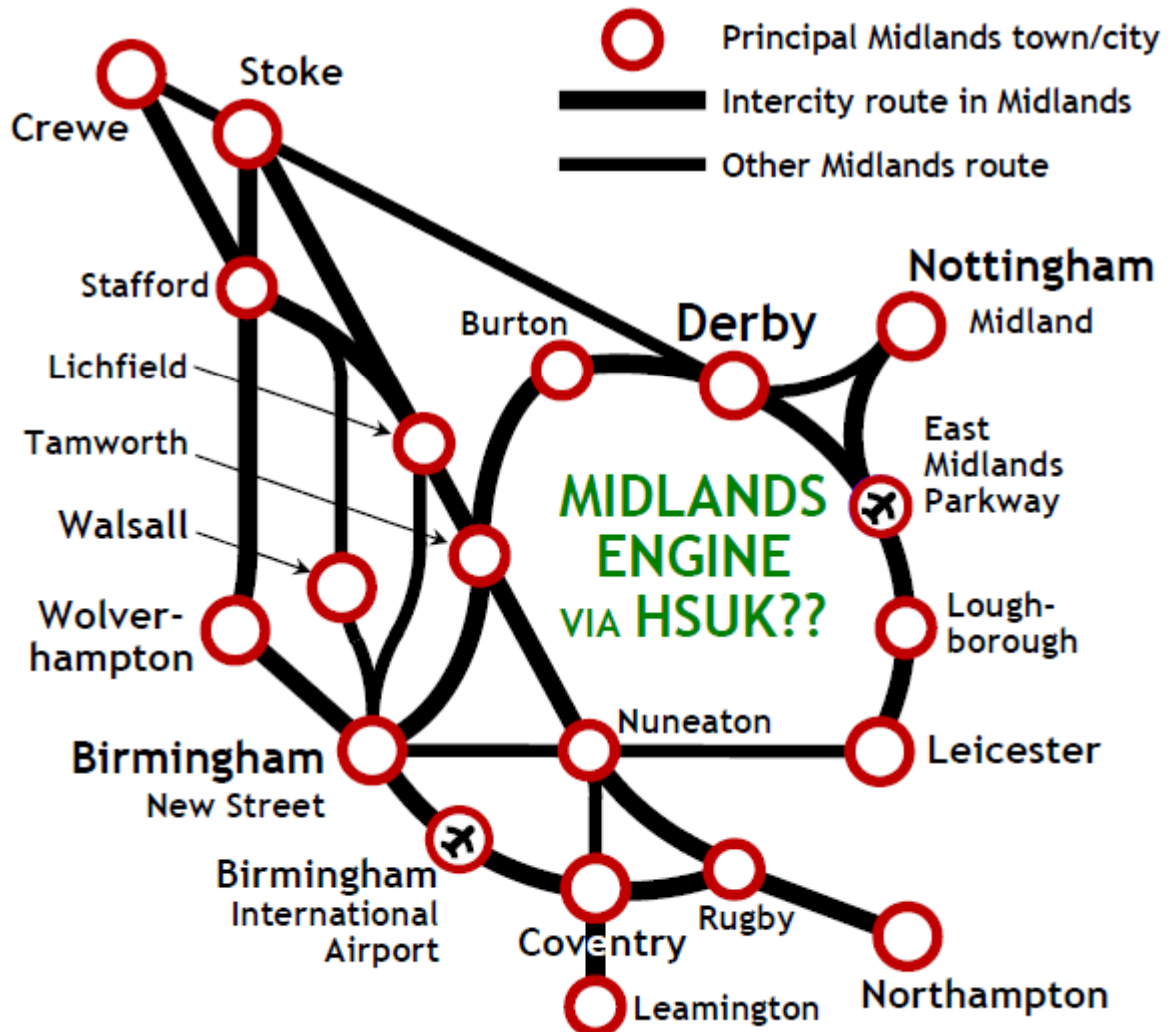 Principal Midlands town/city
Intercity route in Midlands
Other Midlands route
Stoke
Crewe
Stafford
Lichfield
Tamworth
Walsall
Wolver-
hampton
Burton
Derby
Nottingham
Midland
East
Midlands
Parkway
MIDLANDS
ENGINE
VIA HSUK??
Lough-
borough
Nuneaton
Leicester
Birmingham
New Street
Birmingham
International
Airport
Coventry
Rugby
Northampton
Leamington